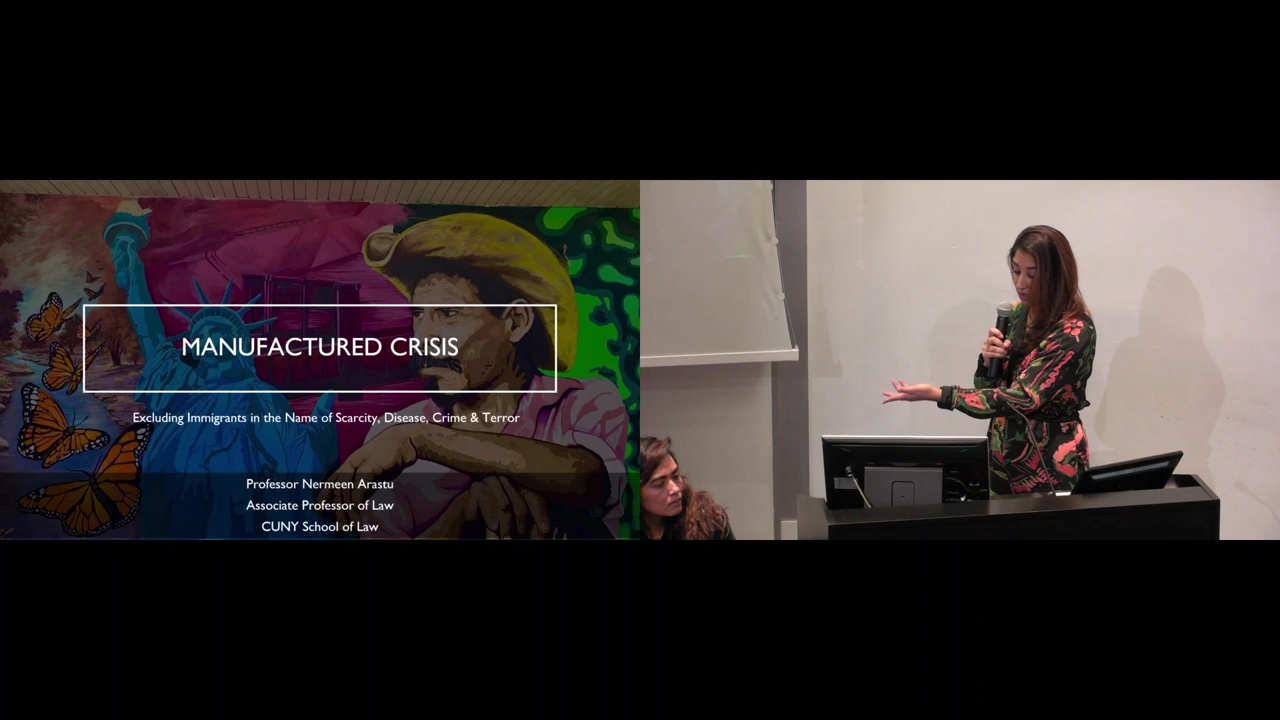 MANUFACTURED CRISIS
Excluding Immigrants in the Name of Scarcity, Disease, Crime & Terror
Professor Nermeen Arastu
Associate Professor of Law
CUNY School of Law